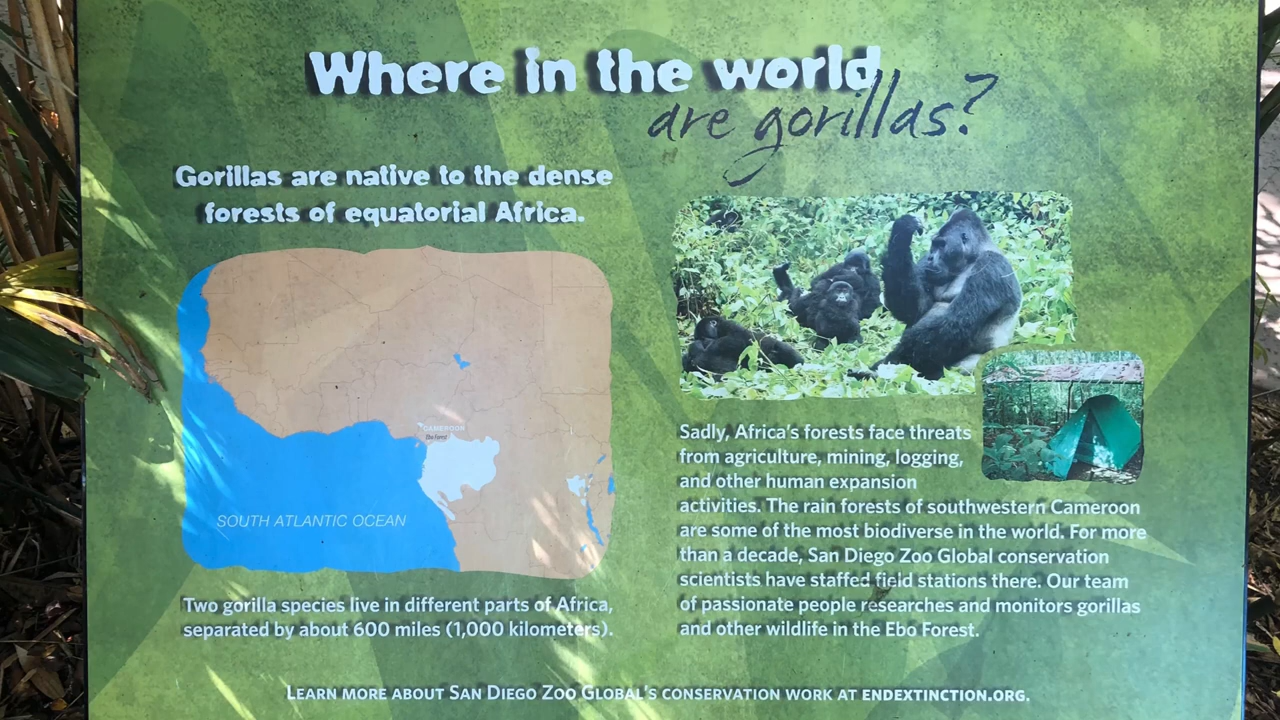 Where in the world
are gorillas?
Gorillas are native to the dense
forests of equatorial Africa.
CAMEROON
Ebo Forest
SOUTH ATLANTIC OCEAN
Two gorilla species live in different parts of Africa,
separated by about 600 miles (1,000 kilometers).
Sadly, Africa's forests face threats
from agriculture, mining, logging,
and other human expansion
activities. The rain forests of southwestern Cameroon
are some of the most biodiverse in the world. For more
than a decade, San Diego Zoo Global conservation
scientists have staffed field stations there. Our team
of passionate people researches and monitors gorillas
and other wildlife in the Ebo Forest.
LEARN MORE ABOUT SAN DIEGO ZOO GLOBAL'S CONSERVATION WORK AT ENDEXTINCTION.ORG.